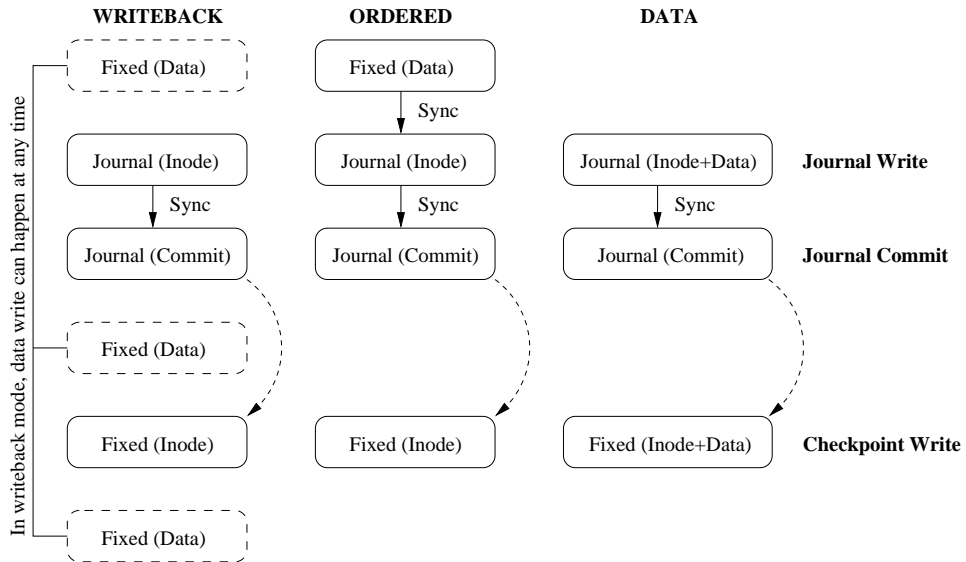 WRITEBACK
ORDERED
DATA
In writeback mode, data write can happen at any time
Fixed (Data)
Fixed (Data)
Sync
Journal (Inode)
Journal (Inode)
Journal (Inode+Data)
Journal Write
Sync
Sync
Sync
Journal (Commit)
Journal (Commit)
Journal (Commit)
Journal Commit
Fixed (Data)
Fixed (Inode)
Fixed (Inode)
Fixed (Inode+Data)
Checkpoint Write
Fixed (Data)